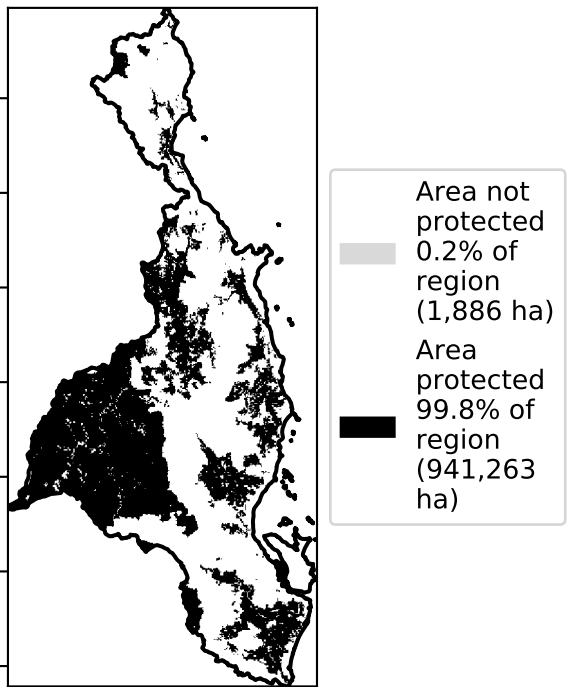 Area not
protected
0.2% of
region
(1,886 ha)
Area
protected
99.8% of
region
(941,263
ha)